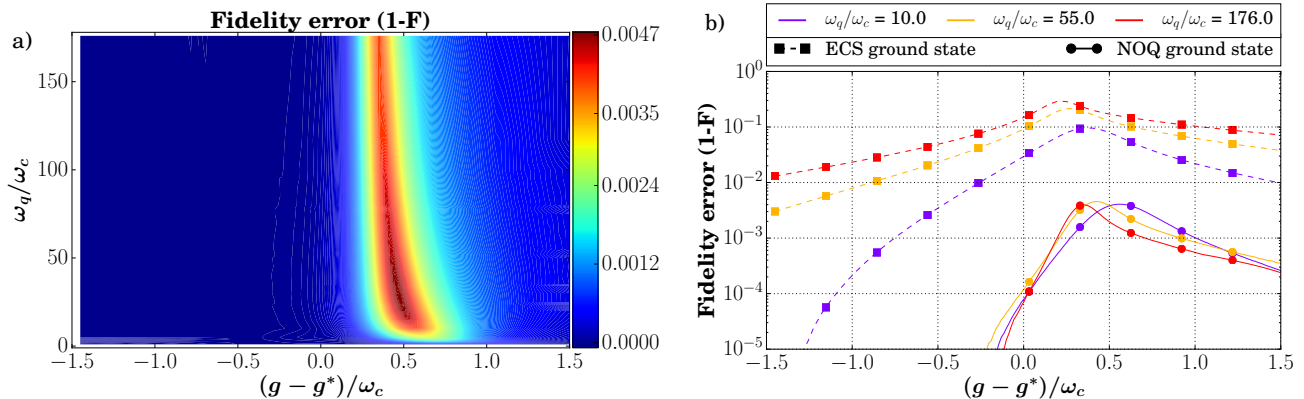 Fidelity error (1-F)
a)
ω_q/ω_c
150
100
50
0
−1.5 −1.0 −0.5 0.0 0.5 1.0 1.5
(g − g*)/ω_c
0.0047
0.0035
0.0024
0.0012
0.0000
b)
ω_q/ω_c = 10.0 ω_q/ω_c = 55.0 ω_q/ω_c = 176.0
ECS ground state NOQ ground state
Fidelity error (1-F)
10^0
10^−1
10^−2
10^−3
10^−4
10^−5
−1.5 −1.0 −0.5 0.0 0.5 1.0 1.5
(g − g*)/ω_c